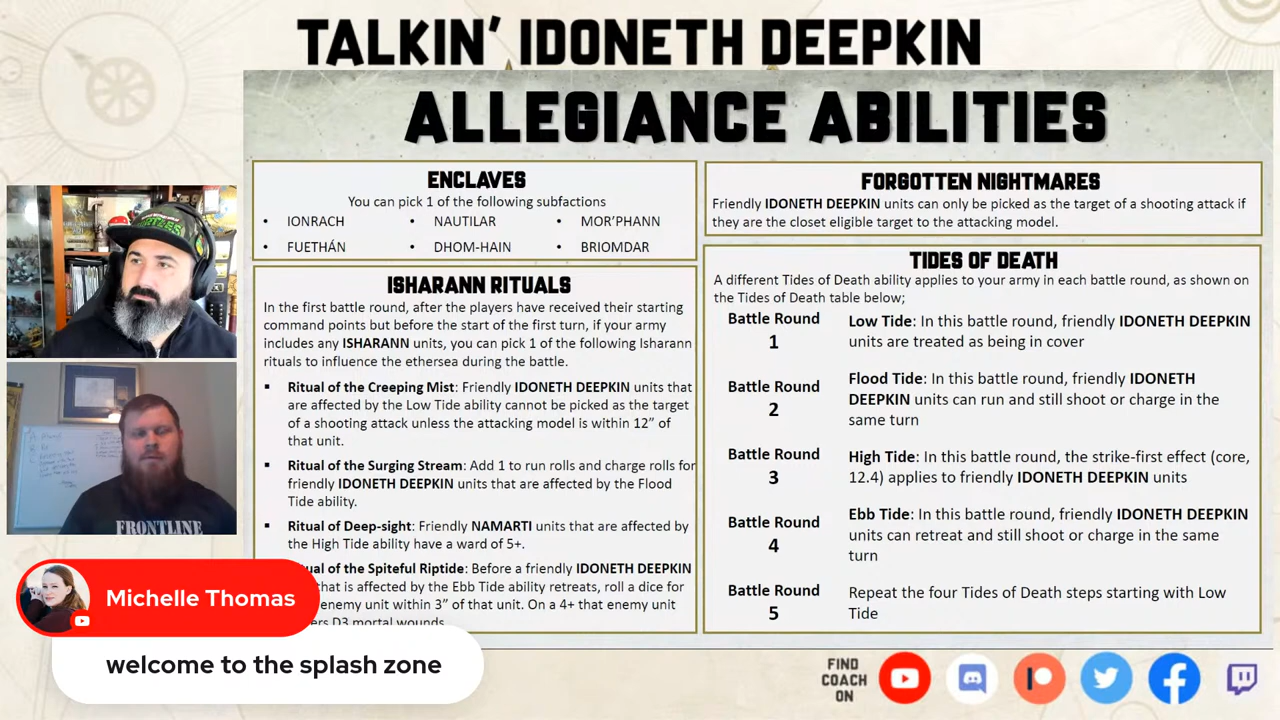 TALKIN' IDONETH DEEPKIN
ALLEGIANCE ABILITIES
ENCLAVES
You can pick 1 of the following subfactions
• IONRACH • NAUTILAR • MOR'PHANN
• FUETHÁN • DHOM-HAIN • BRIOMDAR
ISHARANN RITUALS
In the first battle round, after the players have received their starting
command points but before the start of the first turn, if your army
includes any ISHARANN units, you can pick 1 of the following Isharann
rituals to influence the ethersea during the battle.
▪ Ritual of the Creeping Mist: Friendly IDONETH DEEPKIN units that
are affected by the Low Tide ability cannot be picked as the target
of a shooting attack unless the attacking model is within 12” of
that unit.
▪ Ritual of the Surging Stream: Add 1 to run rolls and charge rolls for
friendly IDONETH DEEPKIN units that are affected by the Flood
Tide ability.
▪ Ritual of Deep-sight: Friendly NAMARTI units that are affected by
the High Tide ability have a ward of 5+.
ual of the Spiteful Riptide: Before a friendly IDONETH DEEPKIN
that is affected by the Ebb Tide ability retreats, roll a dice for
enemy unit within 3” of that unit. On a 4+ that enemy unit
ers D3 mortal wounds
FORGOTTEN NIGHTMARES
Friendly IDONETH DEEPKIN units can only be picked as the target of a shooting attack if
they are the closet eligible target to the attacking model.
TIDES OF DEATH
A different Tides of Death ability applies to your army in each battle round, as shown on
the Tides of Death table below;
Battle Round
1
Low Tide: In this battle round, friendly IDONETH DEEPKIN
units are treated as being in cover
Battle Round
2
Flood Tide: In this battle round, friendly IDONETH
DEEPKIN units can run and still shoot or charge in the
same turn
Battle Round
3
High Tide: In this battle round, the strike-first effect (core,
12.4) applies to friendly IDONETH DEEPKIN units
Battle Round
4
Ebb Tide: In this battle round, friendly IDONETH DEEPKIN
units can retreat and still shoot or charge in the same
turn
Battle Round
5
Repeat the four Tides of Death steps starting with Low
Tide
FRONTLINE
Michelle Thomas
welcome to the splash zone
FIND
COACH
ON